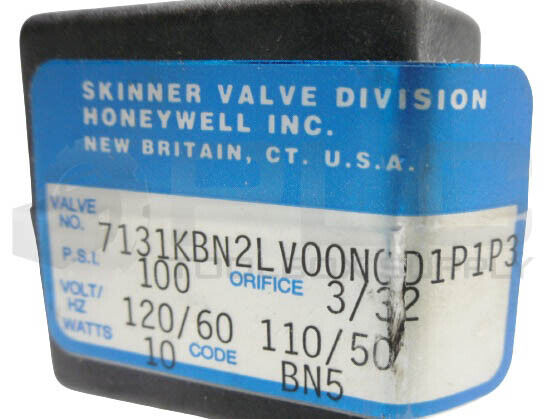 SKINNER VALVE DIVISION
HONEYWELL INC.
NEW BRITAIN, CT. U.S.A.
VALVE NO. 7131KBN2LV00N0D1P1P3
P.S.I. 100 ORIFICE 3/32
VOLT/HZ 120/60 110/50
WATTS 10 CODE BN5